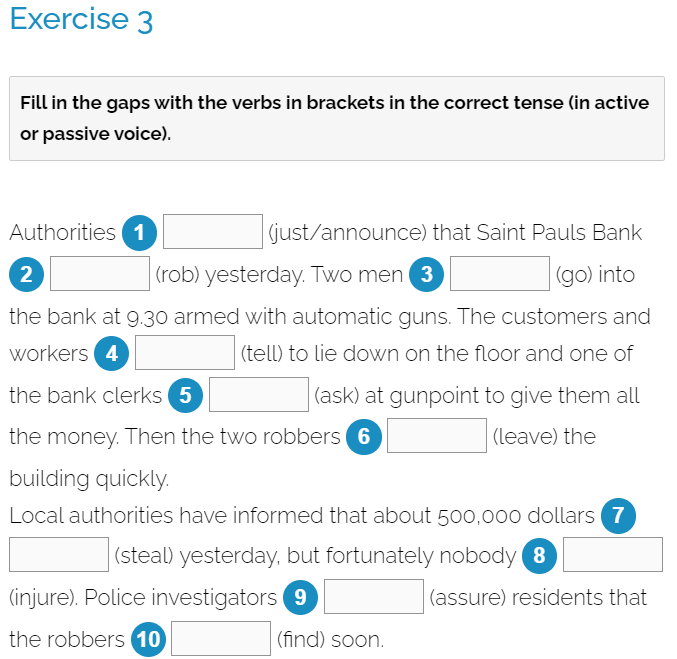 Exercise 3
Fill in the gaps with the verbs in brackets in the correct tense (in active
or passive voice).
Authorities 1 (just/announce) that Saint Pauls Bank
2 (rob) yesterday. Two men 3 (go) into
the bank at 9.30 armed with automatic guns. The customers and
workers 4 (tell) to lie down on the floor and one of
the bank clerks 5 (ask) at gunpoint to give them all
the money. Then the two robbers 6 (leave) the
building quickly.
Local authorities have informed that about 500,000 dollars 7
(steal) yesterday, but fortunately nobody 8
(injure). Police investigators 9 (assure) residents that
the robbers 10 (find) soon.